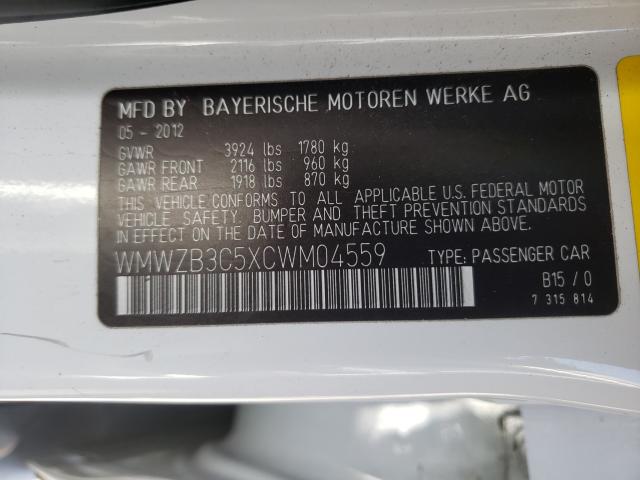 MFD BY BAYERISCHE MOTOREN WERKE AG
05 - 2012
GVWR 3924 lbs 1780 kg
GAWR FRONT 2116 lbs 960 kg
GAWR REAR 1918 lbs 870 kg
THIS VEHICLE CONFORMS TO ALL APPLICABLE U.S. FEDERAL MOTOR
VEHICLE SAFETY, BUMPER AND THEFT PREVENTION STANDARDS
IN EFFECT ON THE DATE OF MANUFACTURE SHOWN ABOVE.
WMWZB3C5XCWM04559 TYPE: PASSENGER CAR
B15 / 0
7 315 814